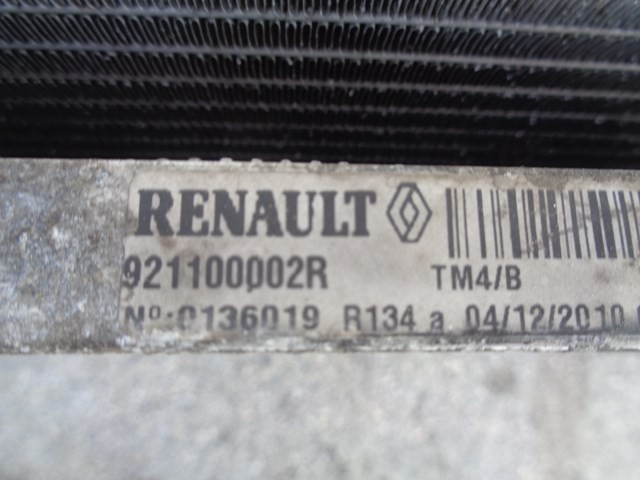 RENAULT
921100002R TM4/B
Nº:0136019 R134 a 04/12/2010